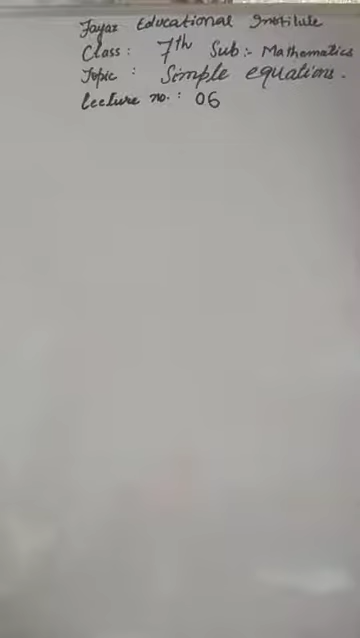 Jayaz Educational Institute
Class : 7th Sub :- Mathematics
Topic : Simple equations.
Lecture no. : 06